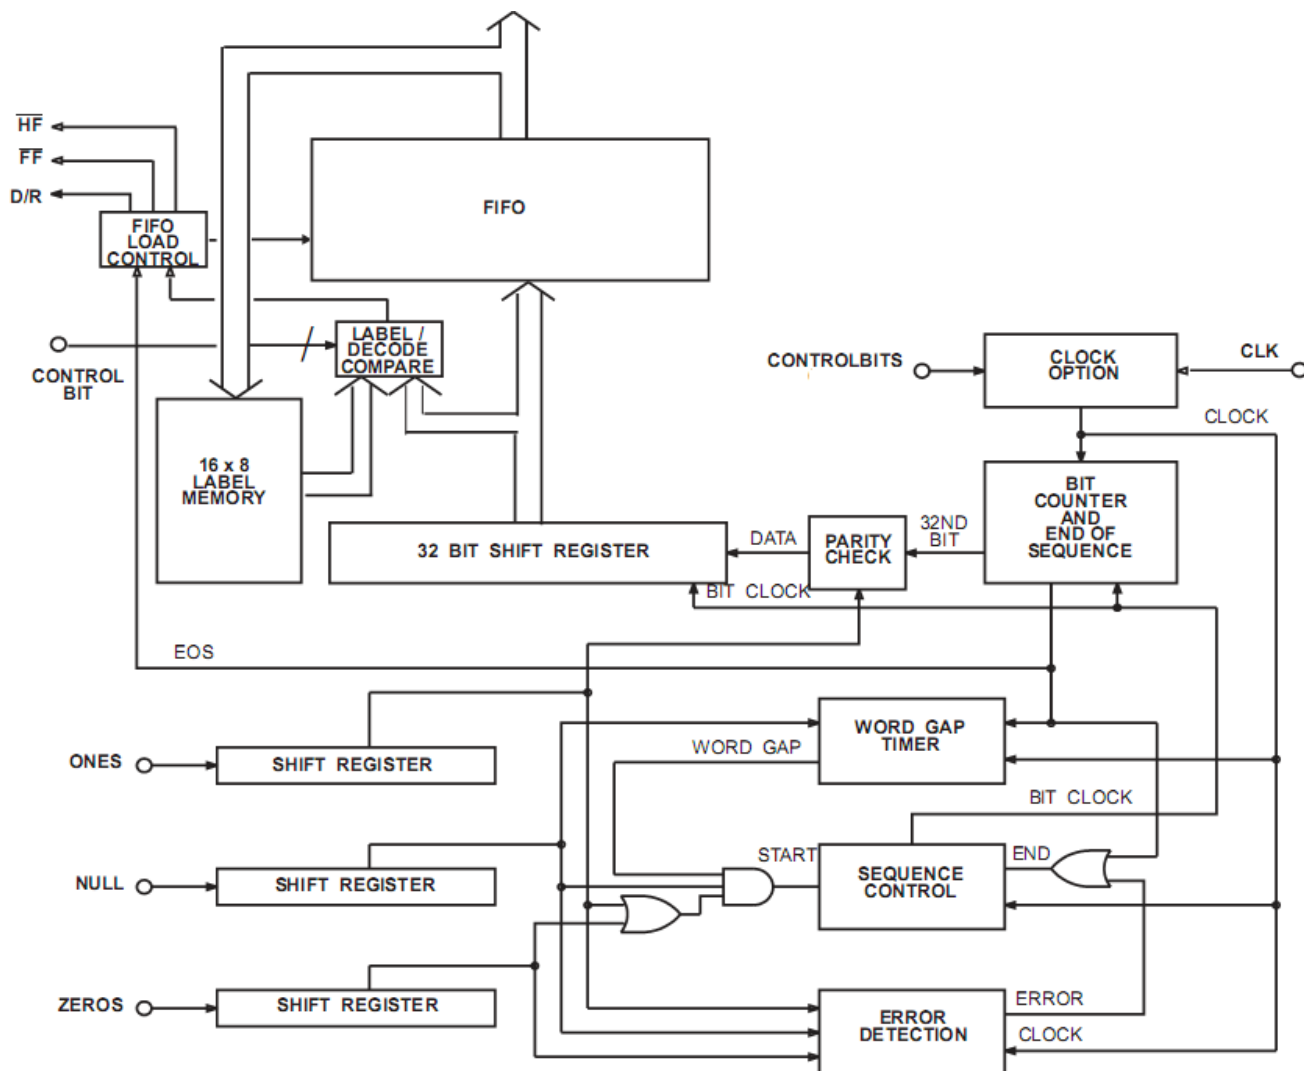 HF
FF
D/R
FIFO
LOAD
CONTROL
FIFO
CONTROL
BIT
LABEL /
DECODE
COMPARE
CONTROLBITS
CLOCK
OPTION
CLK
CLOCK
16 x 8
LABEL
MEMORY
BIT
COUNTER
AND
END OF
SEQUENCE
32 BIT SHIFT REGISTER
DATA
PARITY
CHECK
32ND
BIT
BIT CLOCK
EOS
ONES
SHIFT REGISTER
WORD GAP
WORD GAP
TIMER
BIT CLOCK
NULL
SHIFT REGISTER
START
SEQUENCE
CONTROL
END
ZEROS
SHIFT REGISTER
ERROR
DETECTION
ERROR
CLOCK